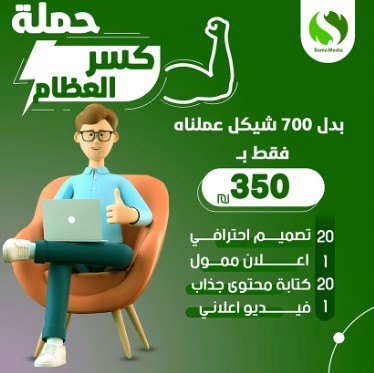 حملة
كسر
العظام
Sama Media
بدل 700 شيكل عملناه
فقط بـ
350 ₪
20 تصميم احترافي
1 اعلان ممول
20 كتابة محتوى جذاب
1 فيديو اعلاني